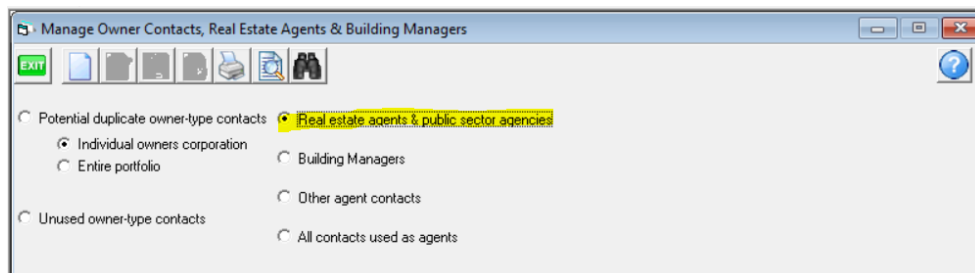 Manage Owner Contacts, Real Estate Agents & Building Managers
EXIT
?
Potential duplicate owner-type contacts
Individual owners corporation
Entire portfolio
Unused owner-type contacts
Real estate agents & public sector agencies
Building Managers
Other agent contacts
All contacts used as agents